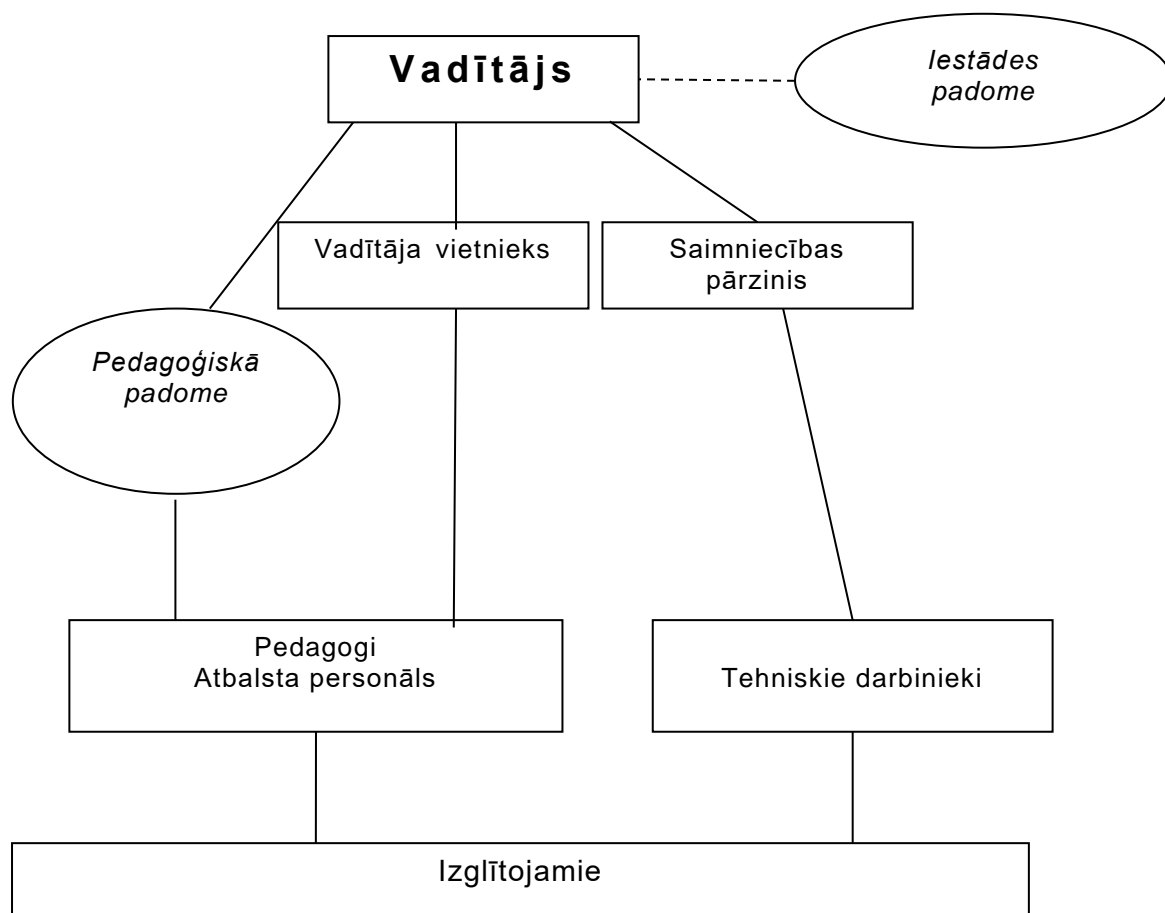 Vadītājs
Iestādes
padome
Vadītāja vietnieks
Saimniecības
pārzinis
Pedagoģiskā
padome
Pedagogi
Atbalsta personāls
Tehniskie darbinieki
Izglītojamie